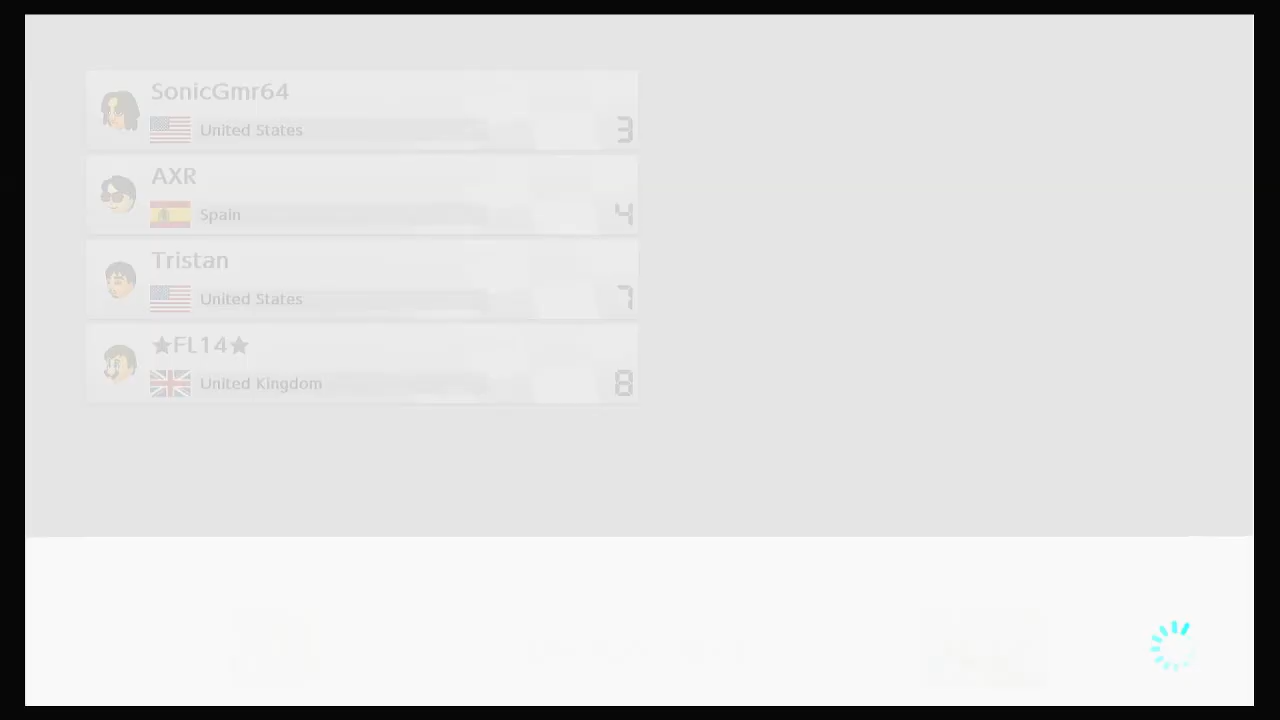 SonicGmr64
United States
3
AXR
Spain
4
Tristan
United States
7
★FL14★
United Kingdom
8